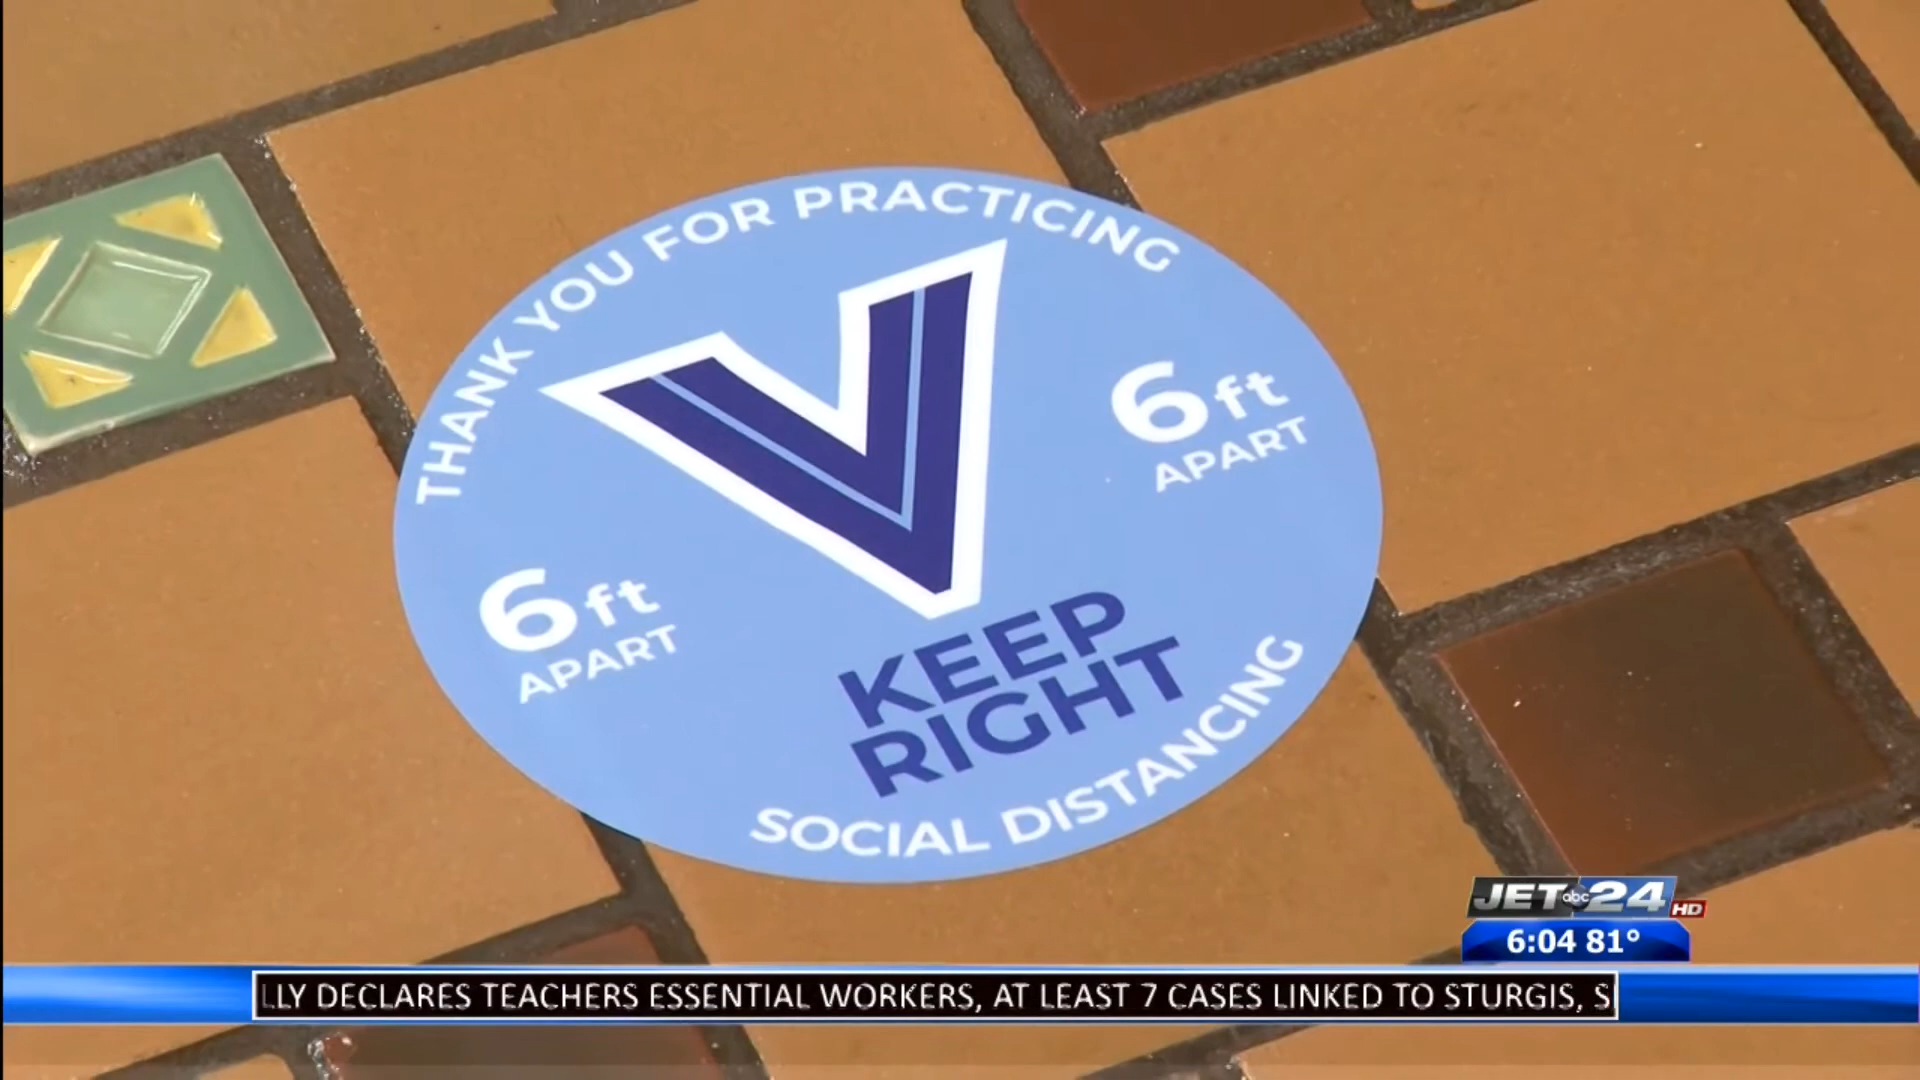 THANK YOU FOR PRACTICING
V
6ft
APART
6ft
APART
KEEP
RIGHT
SOCIAL DISTANCING
JET abc 24 HD
6:04 81°
LLY DECLARES TEACHERS ESSENTIAL WORKERS, AT LEAST 7 CASES LINKED TO STURGIS, S